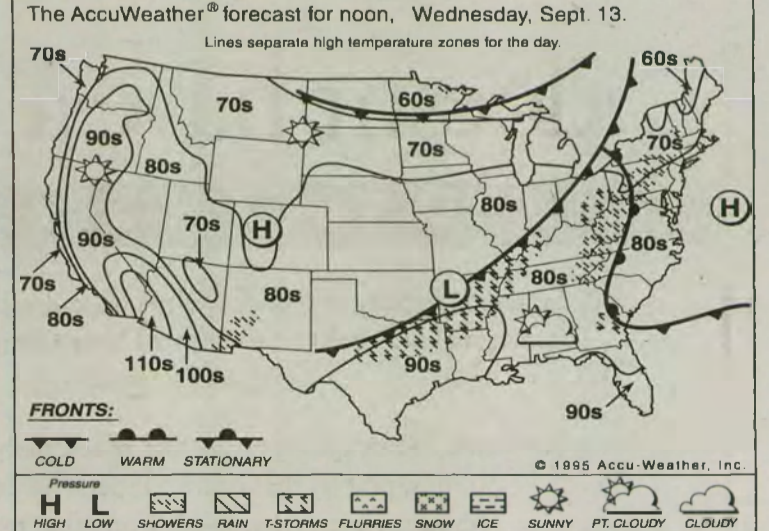 The AccuWeather® forecast for noon, Wednesday, Sept. 13.
Lines separate high temperature zones for the day.
70s
60s
70s
60s
90s
70s
70s
80s
80s
70s
H
H
90s
80s
80s
70s
80s
L
80s
110s
100s
90s
90s
FRONTS:
COLD WARM STATIONARY
© 1995 Accu-Weather, Inc.
Pressure
H L
HIGH LOW SHOWERS RAIN T-STORMS FLURRIES SNOW ICE SUNNY PT. CLOUDY CLOUDY